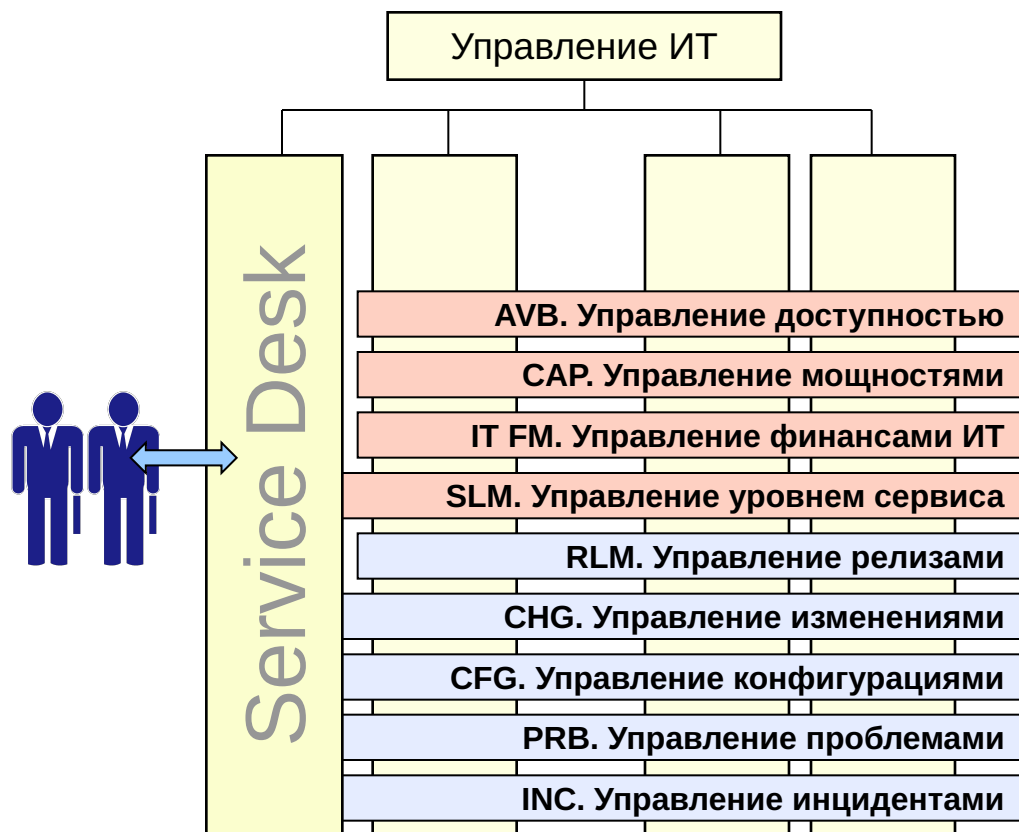 Управление ИТ
Service Desk
AVB. Управление доступностью
CAP. Управление мощностями
IT FM. Управление финансами ИТ
SLM. Управление уровнем сервиса
RLM. Управление релизами
CHG. Управление изменениями
CFG. Управление конфигурациями
PRB. Управление проблемами
INC. Управление инцидентами